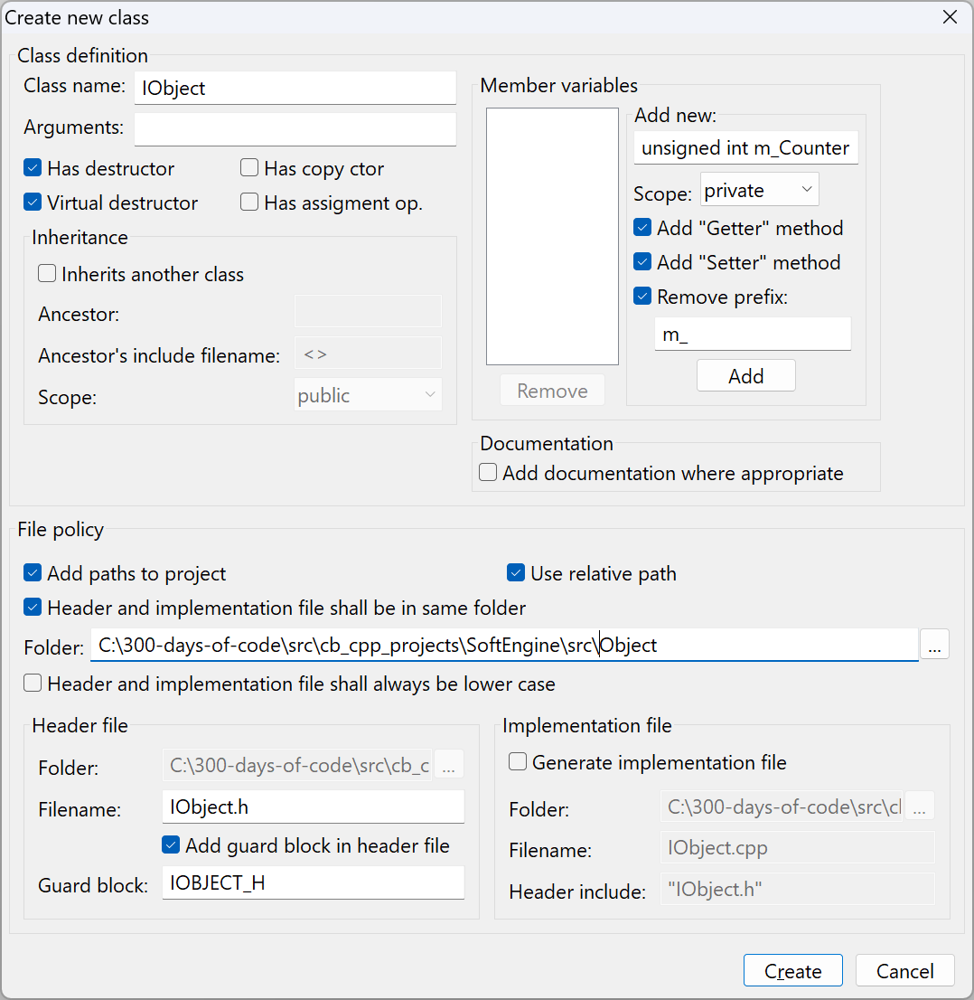 Create new class
Class definition
Class name: IObject
Arguments:
Has destructor Has copy ctor
Virtual destructor Has assigment op.
Inheritance
Inherits another class
Ancestor:
Ancestor's include filename: <>
Scope: public
Member variables
Add new:
unsigned int m_Counter
Scope: private
Add "Getter" method
Add "Setter" method
Remove prefix:
m_
Add
Remove
Documentation
Add documentation where appropriate
File policy
Add paths to project Use relative path
Header and implementation file shall be in same folder
Folder: C:\300-days-of-code\src\cb_cpp_projects\SoftEngine\src\Object ...
Header and implementation file shall always be lower case
Header file
Folder: C:\300-days-of-code\src\cb_c ...
Filename: IObject.h
Add guard block in header file
Guard block: IOBJECT_H
Implementation file
Generate implementation file
Folder: C:\300-days-of-code\src\cl ...
Filename: IObject.cpp
Header include: "IObject.h"
Create Cancel